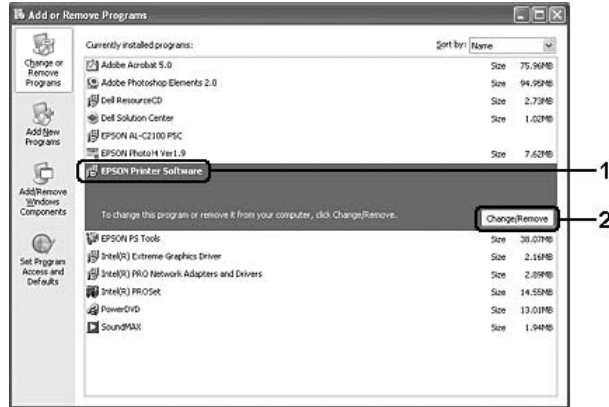 Add or Remove Programs
Change or
Remove
Programs
Add New
Programs
Add/Remove
Windows
Components
Set Program
Access and
Defaults
Currently installed programs:
Sort by: Name
Adobe Acrobat 5.0 Size 75.96MB
Adobe Photoshop Elements 2.0 Size 94.95MB
Dell ResourceCD Size 2.73MB
Dell Solution Center Size 1.02MB
EPSON AL-C2100 PSC
EPSON Photo!4 Ver1.9 Size 7.62MB
EPSON Printer Software 1
To change this program or remove it from your computer, click Change/Remove. Change/Remove 2
EPSON PS Tools Size 38.07MB
Intel(R) Extreme Graphics Driver Size 2.16MB
Intel(R) PRO Network Adapters and Drivers Size 2.89MB
Intel(R) PROSet Size 14.55MB
PowerDVD Size 13.01MB
SoundMAX Size 1.94MB